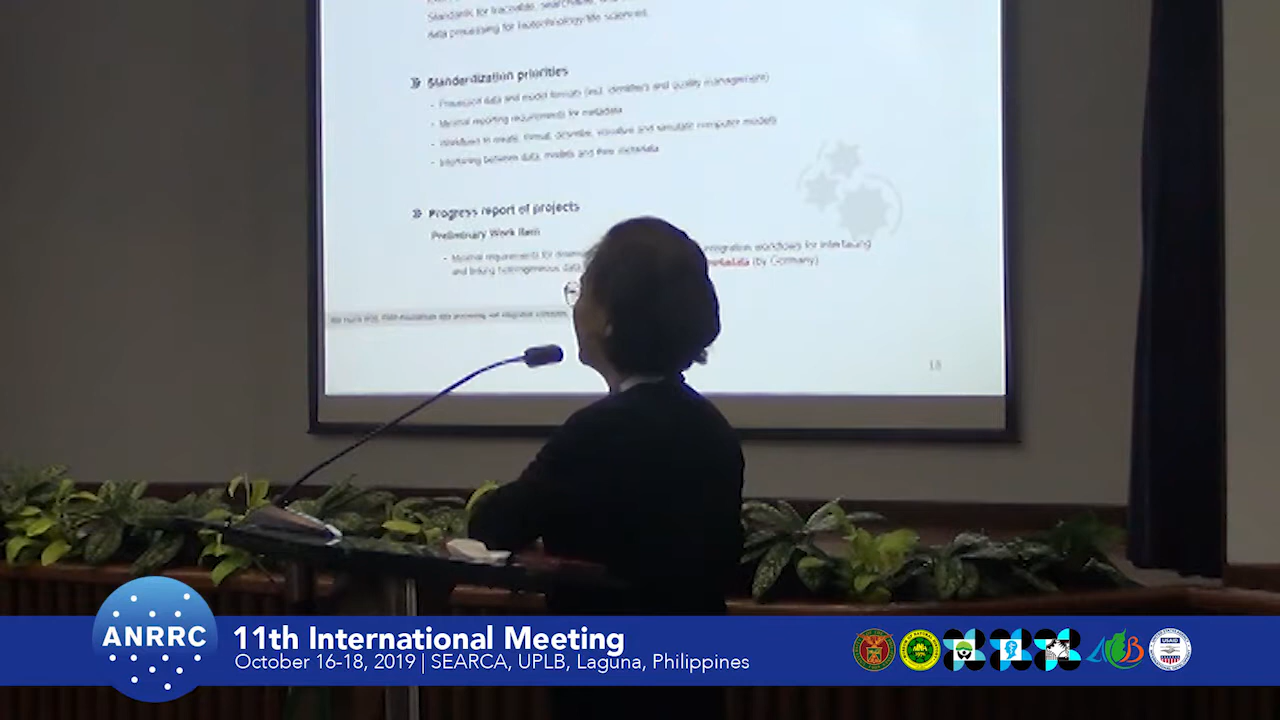 Standards for traceable, searchable, and
data processing for biotechnology/life sciences
» Standardization priorities
- Provision data and model formats (incl. identifiers and quality management)
- Minimal reporting requirements for metadata
- Workflows to create, format, describe, visualize and simulate computer models
- Interfacing between data, models and their metadata
» Progress report of projects
Preliminary Work Item
- Minimal requirements for integration workflows for interfacing
and linking heterogeneous data metadata (by Germany)
18
ANRRC
11th International Meeting
October 16-18, 2019 | SEARCA, UPLB, Laguna, Philippines
USAID